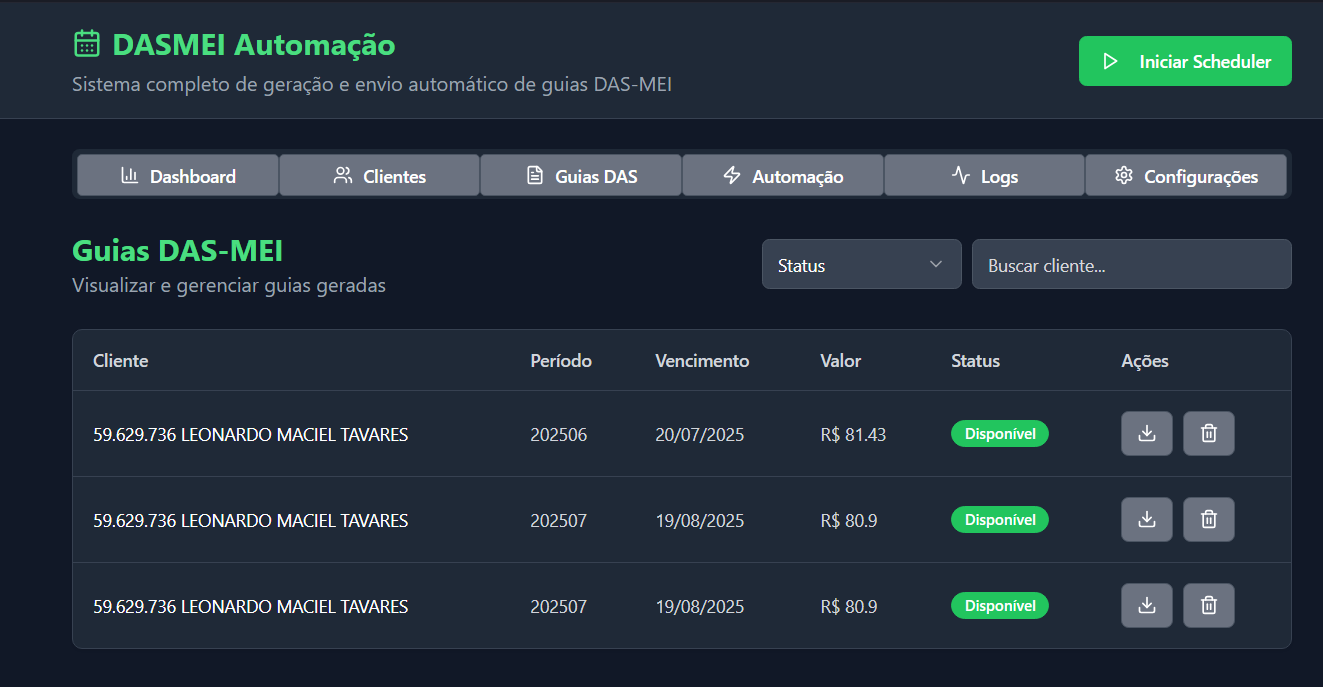 DASMEI Automação
Sistema completo de geração e envio automático de guias DAS-MEI
Iniciar Scheduler
Dashboard Clientes Guias DAS Automação Logs Configurações
Guias DAS-MEI
Visualizar e gerenciar guias geradas
Status
Buscar cliente...
Cliente Período Vencimento Valor Status Ações
59.629.736 LEONARDO MACIEL TAVARES 202506 20/07/2025 R$ 81.43 Disponível
59.629.736 LEONARDO MACIEL TAVARES 202507 19/08/2025 R$ 80.9 Disponível
59.629.736 LEONARDO MACIEL TAVARES 202507 19/08/2025 R$ 80.9 Disponível